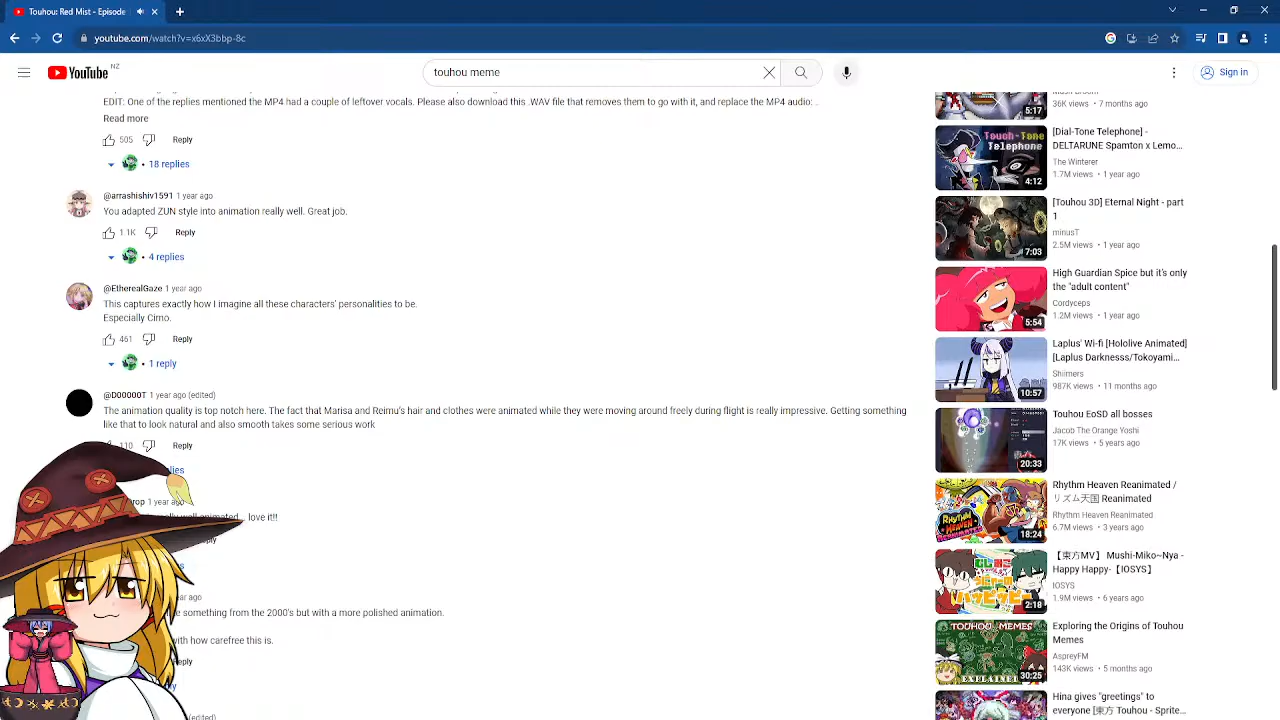 Touhou: Red Mist - Episode
youtube.com/watch?v=x6xX3bbp-8c
YouTube NZ
touhou meme
Sign in
EDIT: One of the replies mentioned the MP4 had a couple of leftover vocals. Please also download this .WAV file that removes them to go with it, and replace the MP4 audio:
Read more
505 Reply
18 replies
@arrashishiv1591 1 year ago
You adapted ZUN style into animation really well. Great job.
1.1K Reply
4 replies
@EtherealGaze 1 year ago
This captures exactly how I imagine all these characters' personalities to be.
Especially Cirno.
461 Reply
1 reply
@D00000T 1 year ago (edited)
The animation quality is top notch here. The fact that Marisa and Reimu's hair and clothes were animated while they were moving around freely during flight is really impressive. Getting something
like that to look natural and also smooth takes some serious work
110 Reply
lies
rop 1 year ago
well animated... love it!!
ply
s
ar ago
e something from the 2000's but with a more polished animation.
with how carefree this is.
Reply
y
(edited)
5:17
36K views • 7 months ago
Touch-Tone
Telephone
4:12
[Dial-Tone Telephone] -
DELTARUNE Spamton x Lemo...
The Winterer
1.7M views • 1 year ago
7:03
[Touhou 3D] Eternal Night - part
1
minusT
2.5M views • 1 year ago
5:54
High Guardian Spice but it's only
the "adult content"
Cordyceps
1.2M views • 1 year ago
10:57
Laplus' Wi-fi [Hololive Animated]
[Laplus Darknesss/Tokoyami...
Shiimers
987K views • 11 months ago
20:33
Touhou EoSD all bosses
Jacob The Orange Yoshi
17K views • 5 years ago
RHYTHM
HEAVEN
REANIMATED
18:24
Rhythm Heaven Reanimated /
リズム天国 Reanimated
Rhythm Heaven Reanimated
6.7M views • 3 years ago
2:18
【東方MV】 Mushi-Miko~Nya -
Happy Happy-【IOSYS】
IOSYS
1.9M views • 6 years ago
TOUHOU MEMES
EXPLAINED
30:25
Exploring the Origins of Touhou
Memes
AspreyFM
143K views • 5 months ago
Hina gives "greetings" to
everyone [東方 Touhou - Sprite...